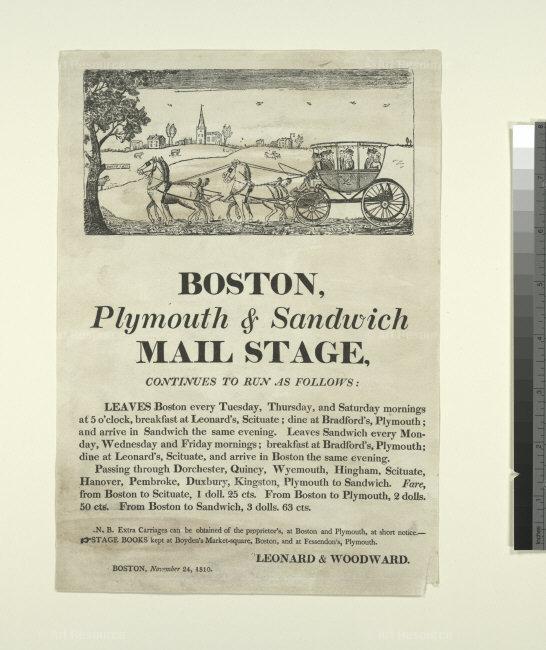 BOSTON,
Plymouth & Sandwich
MAIL STAGE,
CONTINUES TO RUN AS FOLLOWS:
LEAVES Boston every Tuesday, Thursday, and Saturday mornings
at 5 o'clock, breakfast at Leonard's, Scituate; dine at Bradford's, Plymouth;
and arrive in Sandwich the same evening. Leaves Sandwich every Mon-
day, Wednesday and Friday mornings; breakfast at Bradford's, Plymouth;
dine at Leonard's, Scituate, and arrive in Boston the same evening.
Passing through Dorchester, Quincy, Wyemouth, Hingham, Scituate,
Hanover, Pembroke, Duxbury, Kingston, Plymouth to Sandwich. Fare,
from Boston to Scituate, 1 doll. 25 cts. From Boston to Plymouth, 2 dolls.
50 cts. From Boston to Sandwich, 3 dolls. 63 cts.
N. B. Extra Carriages can be obtained of the proprietor's, at Boston and Plymouth, at short notice.—
☞STAGE BOOKS kept at Boyden's Market-square, Boston, and at Fessendon's, Plymouth.
LEONARD & WOODWARD.
BOSTON, November 24, 1810.